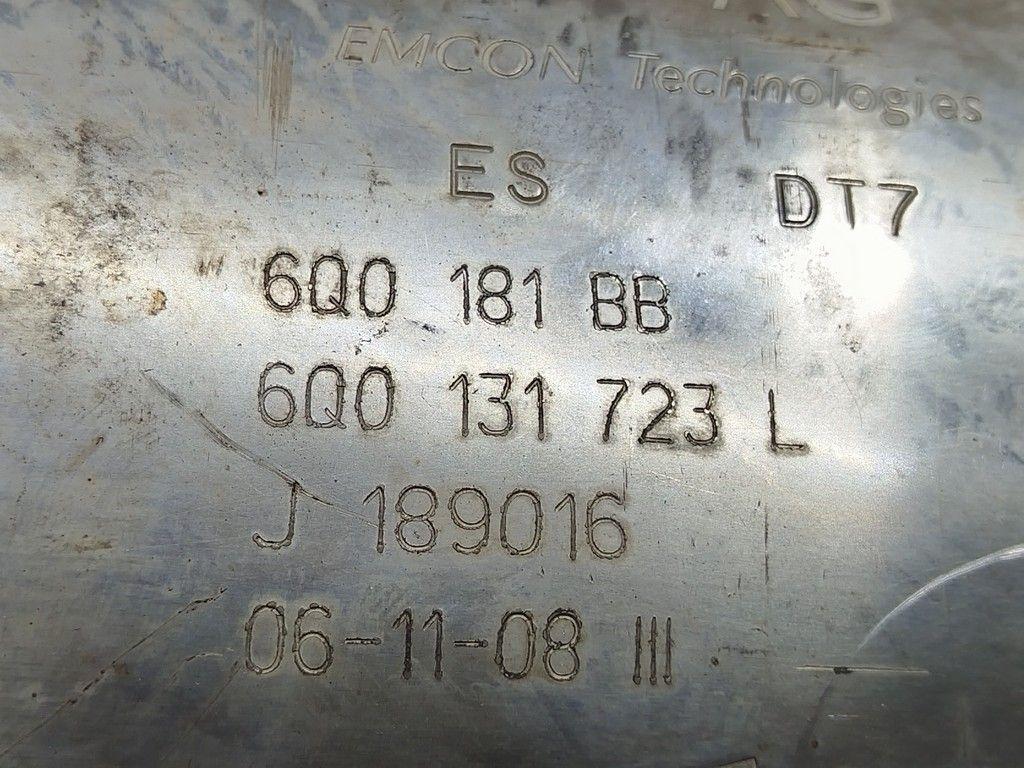 EMCON Technologies
ES DT7
6Q0 181 BB
6Q0 131 723 L
J 189016
06-11-08 III